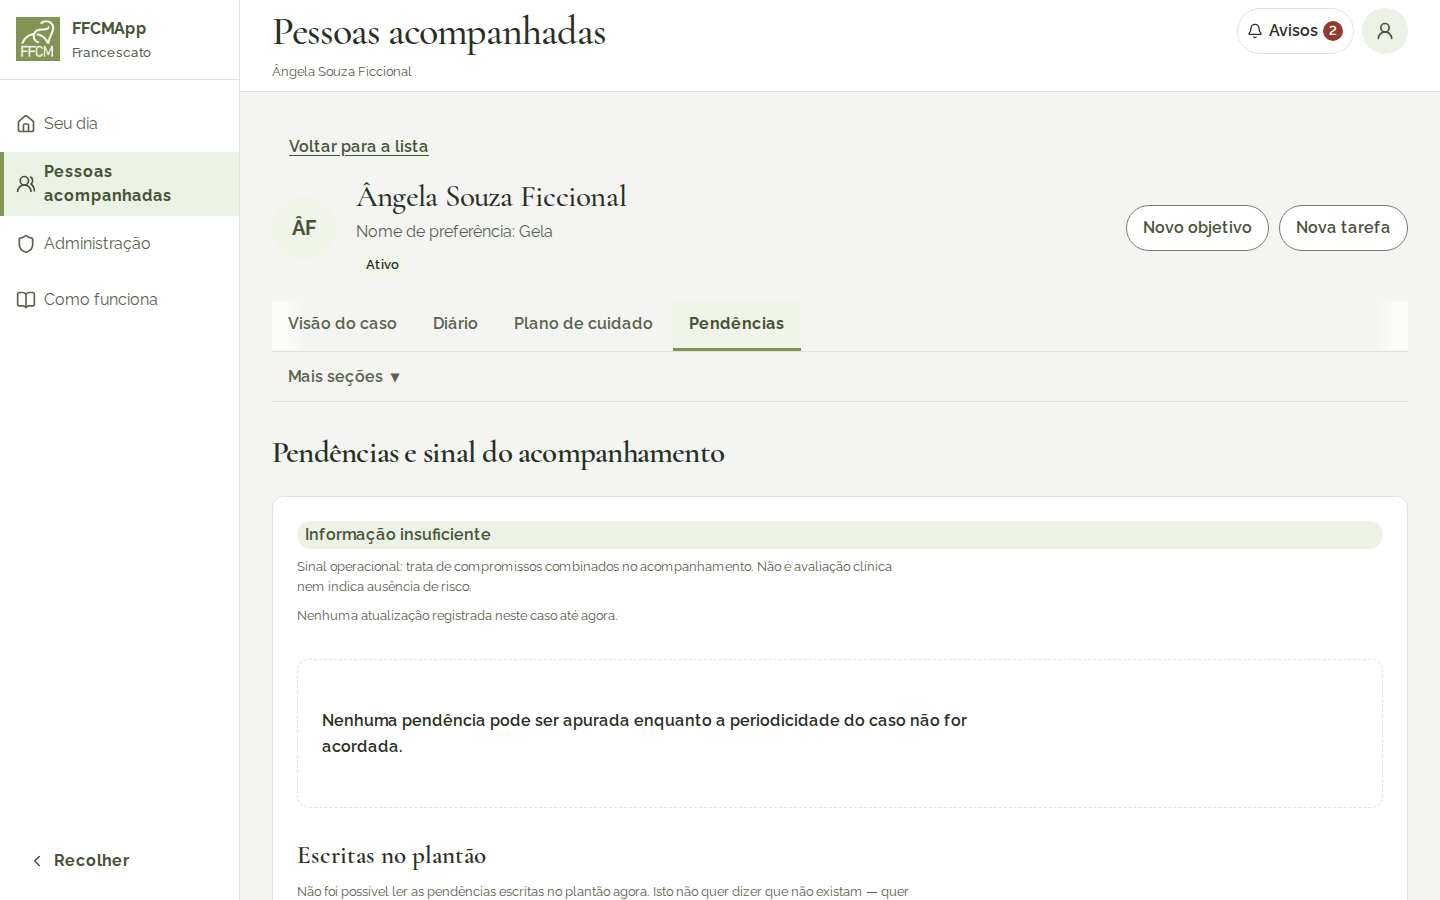 FFCM
FFCMApp
Francescato
Seu dia
Pessoas
acompanhadas
Administração
Como funciona
Recolher
Pessoas acompanhadas
Ângela Souza Ficcional
Avisos 2
Voltar para a lista
ÂF
Ângela Souza Ficcional
Nome de preferência: Gela
Ativo
Novo objetivo
Nova tarefa
Visão do caso
Diário
Plano de cuidado
Pendências
Mais seções ▼
Pendências e sinal do acompanhamento
Informação insuficiente
Sinal operacional: trata de compromissos combinados no acompanhamento. Não é avaliação clínica
nem indica ausência de risco.
Nenhuma atualização registrada neste caso até agora.
Nenhuma pendência pode ser apurada enquanto a periodicidade do caso não for
acordada.
Escritas no plantão
Não foi possível ler as pendências escritas no plantão agora. Isto não quer dizer que não existam — quer